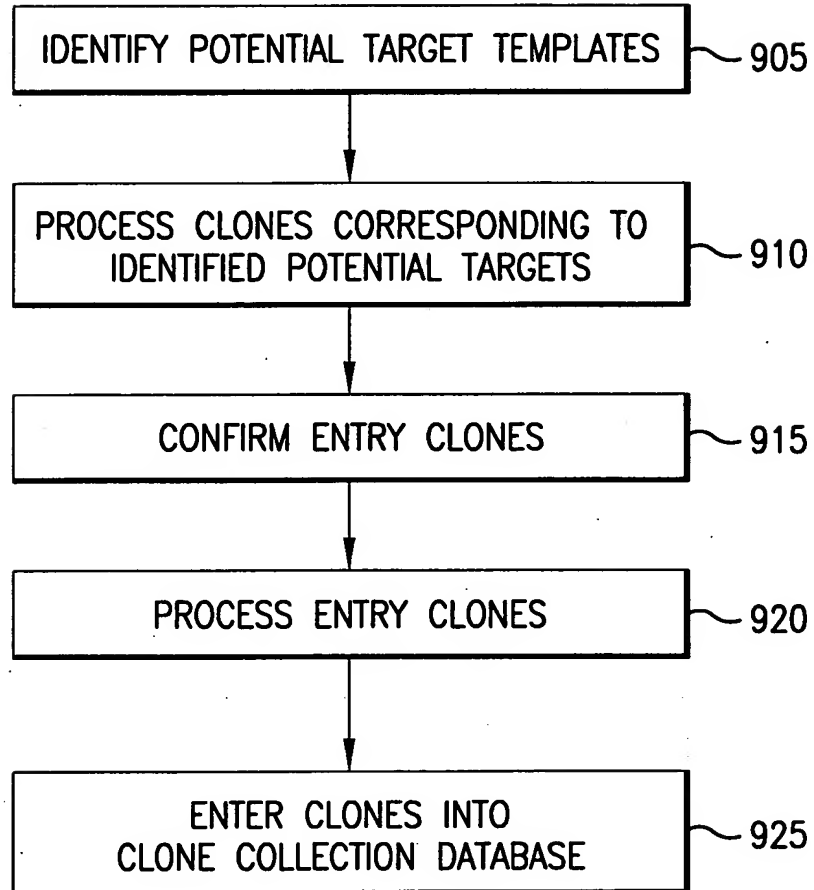 IDENTIFY POTENTIAL TARGET TEMPLATES
905
PROCESS CLONES CORRESPONDING TO
IDENTIFIED POTENTIAL TARGETS
910
CONFIRM ENTRY CLONES
915
PROCESS ENTRY CLONES
920
ENTER CLONES INTO
CLONE COLLECTION DATABASE
925